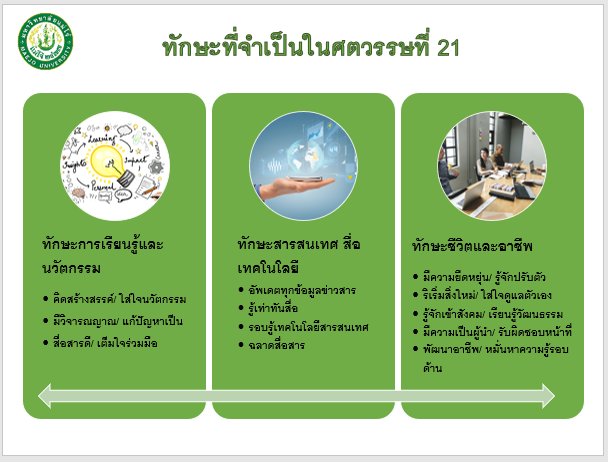 มหาวิทยาลัยแม่โจ้
MAEJO UNIVERSITY
ทักษะที่จำเป็นในศตวรรษที่ 21
Learning
Insights
Impact
Personal
ทักษะการเรียนรู้และ
นวัตกรรม
• คิดสร้างสรรค์/ ใส่ใจนวัตกรรม
• มีวิจารณญาณ/ แก้ปัญหาเป็น
• สื่อสารดี/ เต็มใจร่วมมือ
ทักษะสารสนเทศ สื่อ
เทคโนโลยี
• อัพเดตทุกข้อมูลข่าวสาร
• รู้เท่าทันสื่อ
• รอบรู้เทคโนโลยีสารสนเทศ
• ฉลาดสื่อสาร
ทักษะชีวิตและอาชีพ
• มีความยืดหยุ่น/ รู้จักปรับตัว
• ริเริ่มสิ่งใหม่/ ใส่ใจดูแลตัวเอง
• รู้จักเข้าสังคม/ เรียนรู้วัฒนธรรม
• มีความเป็นผู้นำ/ รับผิดชอบหน้าที่
• พัฒนาอาชีพ/ หมั่นหาความรู้รอบ
ด้าน